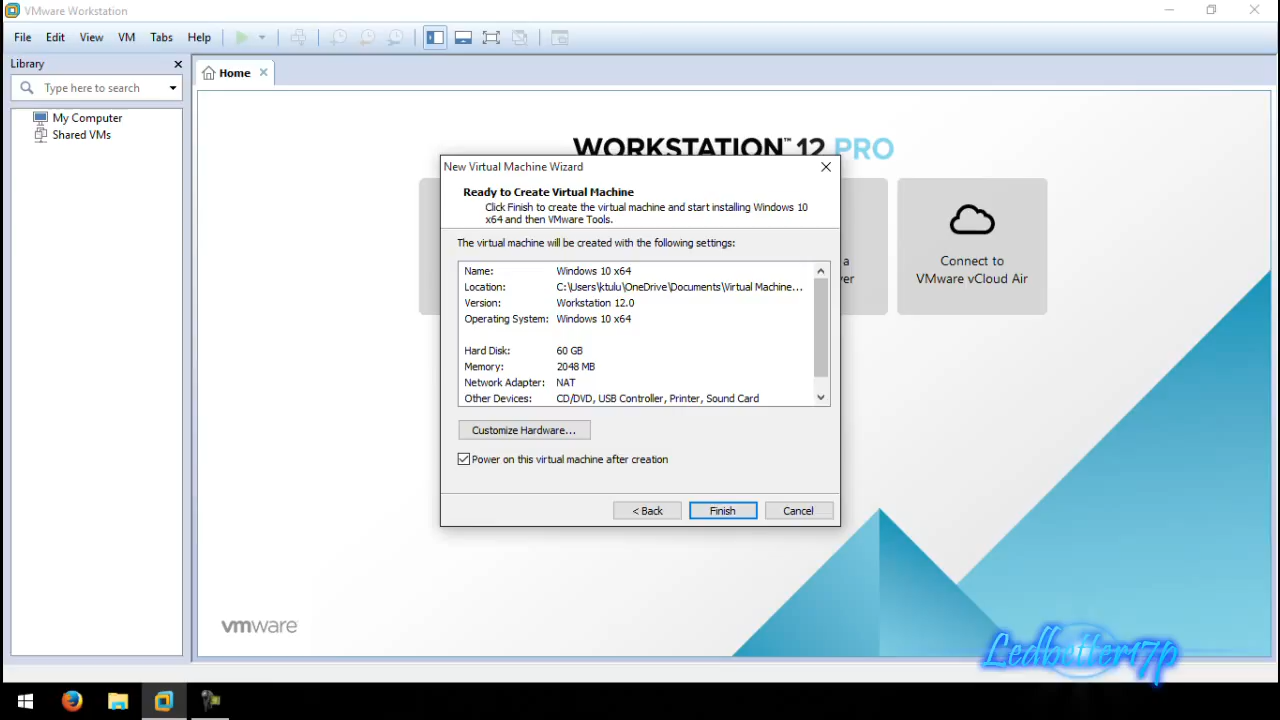 VMware Workstation
File Edit View VM Tabs Help
Library
Type here to search
My Computer
Shared VMs
Home
WORKSTATION™ 12 PRO
a
ver
Connect to
VMware vCloud Air
New Virtual Machine Wizard
Ready to Create Virtual Machine
Click Finish to create the virtual machine and start installing Windows 10
x64 and then VMware Tools.
The virtual machine will be created with the following settings:
Name: Windows 10 x64
Location: C:\Users\ktulu\OneDrive\Documents\Virtual Machine...
Version: Workstation 12.0
Operating System: Windows 10 x64
Hard Disk: 60 GB
Memory: 2048 MB
Network Adapter: NAT
Other Devices: CD/DVD, USB Controller, Printer, Sound Card
Customize Hardware...
Power on this virtual machine after creation
< Back Finish Cancel
vmware
Ledbetter17p